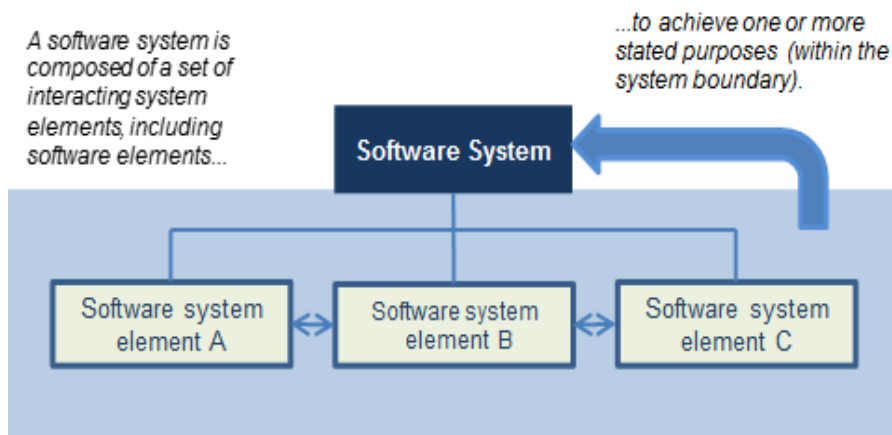 A software system is
composed of a set of
interacting system
elements, including
software elements...
...to achieve one or more
stated purposes (within the
system boundary).
Software System
Software system
element A
Software system
element B
Software system
element C